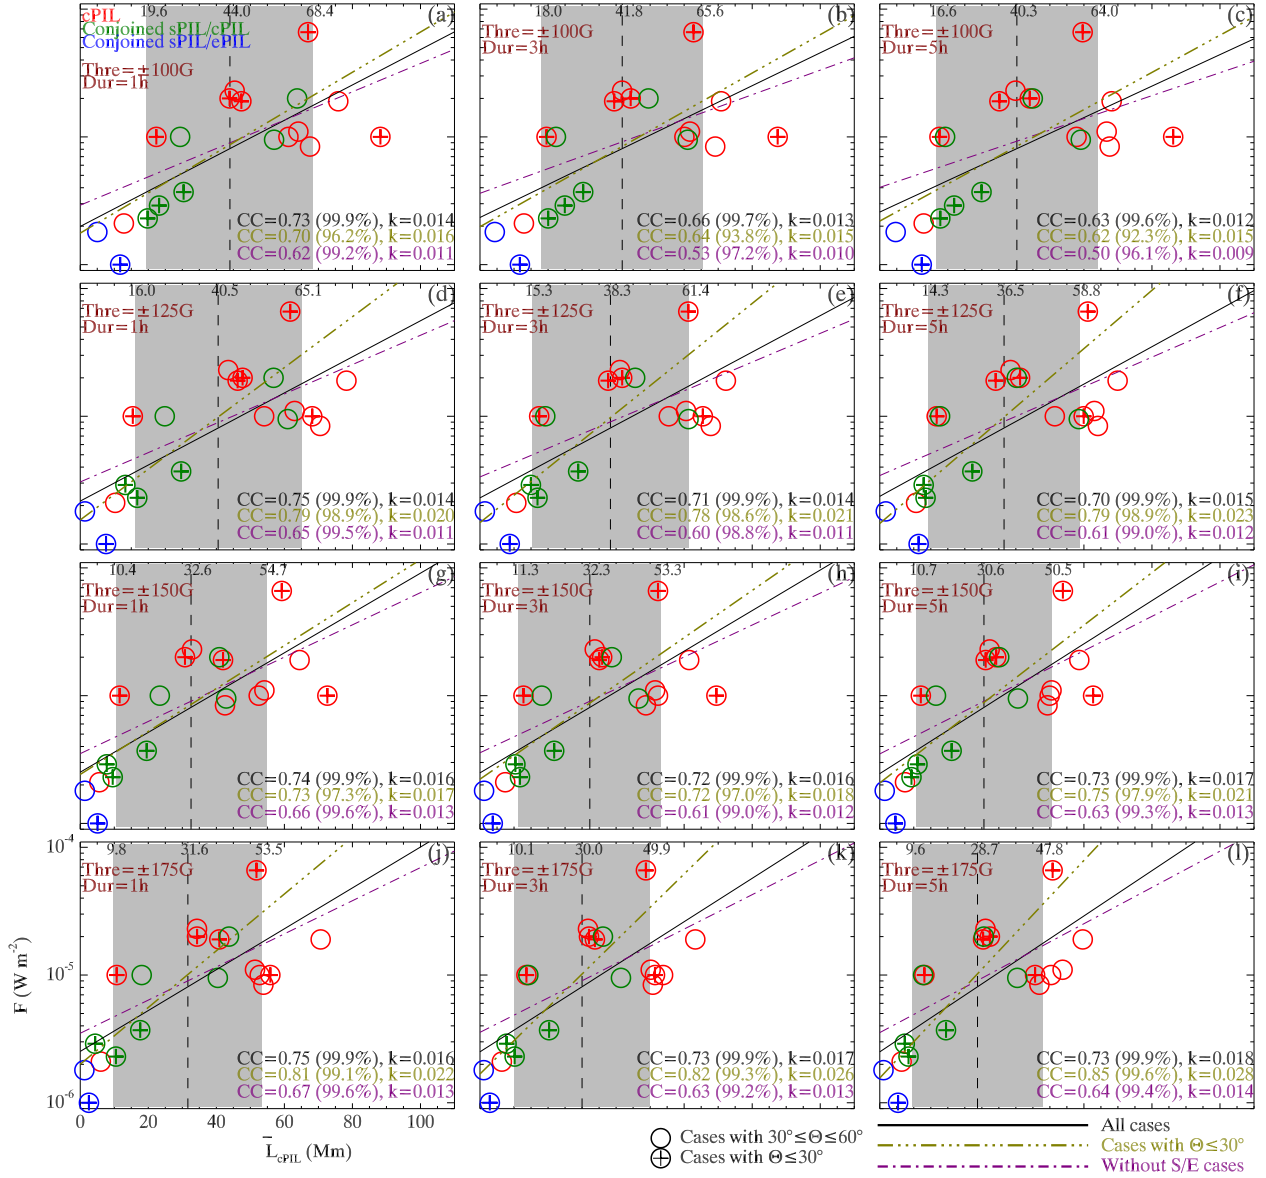 19.6 44.0 68.4 (a)
cPIL
Conjoined sPIL/cPIL
Conjoined sPIL/ePIL
Thre=±100G
Dur=1h
CC=0.73 (99.9%), k=0.014
CC=0.70 (96.2%), k=0.016
CC=0.62 (99.2%), k=0.011
18.0 41.8 65.6 (b)
Thre=±100G
Dur=3h
CC=0.66 (99.7%), k=0.013
CC=0.64 (93.8%), k=0.015
CC=0.53 (97.2%), k=0.010
16.6 40.3 64.0 (c)
Thre=±100G
Dur=5h
CC=0.63 (99.6%), k=0.012
CC=0.62 (92.3%), k=0.015
CC=0.50 (96.1%), k=0.009
16.0 40.5 65.1 (d)
Thre=±125G
Dur=1h
CC=0.75 (99.9%), k=0.014
CC=0.79 (98.9%), k=0.020
CC=0.65 (99.5%), k=0.011
15.3 38.3 61.4 (e)
Thre=±125G
Dur=3h
CC=0.71 (99.9%), k=0.014
CC=0.78 (98.6%), k=0.021
CC=0.60 (98.8%), k=0.011
14.3 36.5 58.8 (f)
Thre=±125G
Dur=5h
CC=0.70 (99.9%), k=0.015
CC=0.79 (98.9%), k=0.023
CC=0.61 (99.0%), k=0.012
10.4 32.6 54.7 (g)
Thre=±150G
Dur=1h
CC=0.74 (99.9%), k=0.016
CC=0.73 (97.3%), k=0.017
CC=0.66 (99.6%), k=0.013
11.3 32.3 53.3 (h)
Thre=±150G
Dur=3h
CC=0.72 (99.9%), k=0.016
CC=0.72 (97.0%), k=0.018
CC=0.61 (99.0%), k=0.012
10.7 30.6 50.5 (i)
Thre=±150G
Dur=5h
CC=0.73 (99.9%), k=0.017
CC=0.75 (97.9%), k=0.021
CC=0.63 (99.3%), k=0.013
9.8 31.6 53.5 (j)
Thre=±175G
Dur=1h
CC=0.75 (99.9%), k=0.016
CC=0.81 (99.1%), k=0.022
CC=0.67 (99.6%), k=0.013
10.1 30.0 49.9 (k)
Thre=±175G
Dur=3h
CC=0.73 (99.9%), k=0.017
CC=0.82 (99.3%), k=0.026
CC=0.63 (99.2%), k=0.013
9.6 28.7 47.8 (l)
Thre=±175G
Dur=5h
CC=0.73 (99.9%), k=0.018
CC=0.85 (99.6%), k=0.028
CC=0.64 (99.4%), k=0.014
10⁻⁴
10⁻⁵
10⁻⁶
F (W m⁻²)
0 20 40 60 80 100
L̅cPIL (Mm)
Cases with 30°≤Θ≤60°
Cases with Θ≤30°
All cases
Cases with Θ≤30°
Without S/E cases